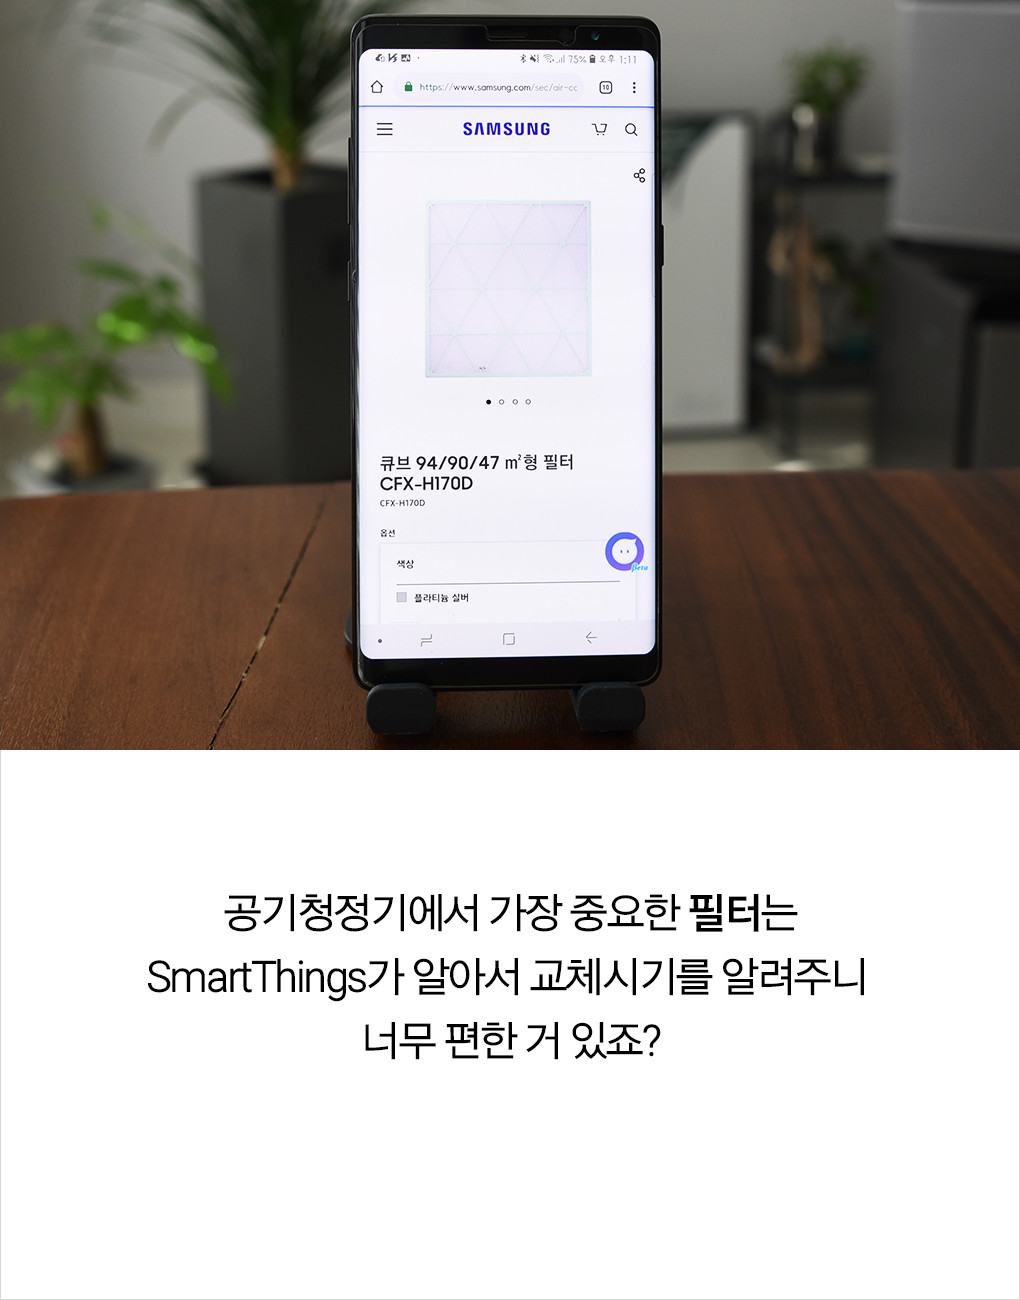 75% 오후 1:11
https://www.samsung.com/sec/air-cc
10
SAMSUNG
큐브 94/90/47 ㎡형 필터
CFX-H170D
CFX-H170D
옵션
색상
Beta
플라티늄 실버
공기청정기에서 가장 중요한 필터는
SmartThings가 알아서 교체시기를 알려주니
너무 편한 거 있죠?